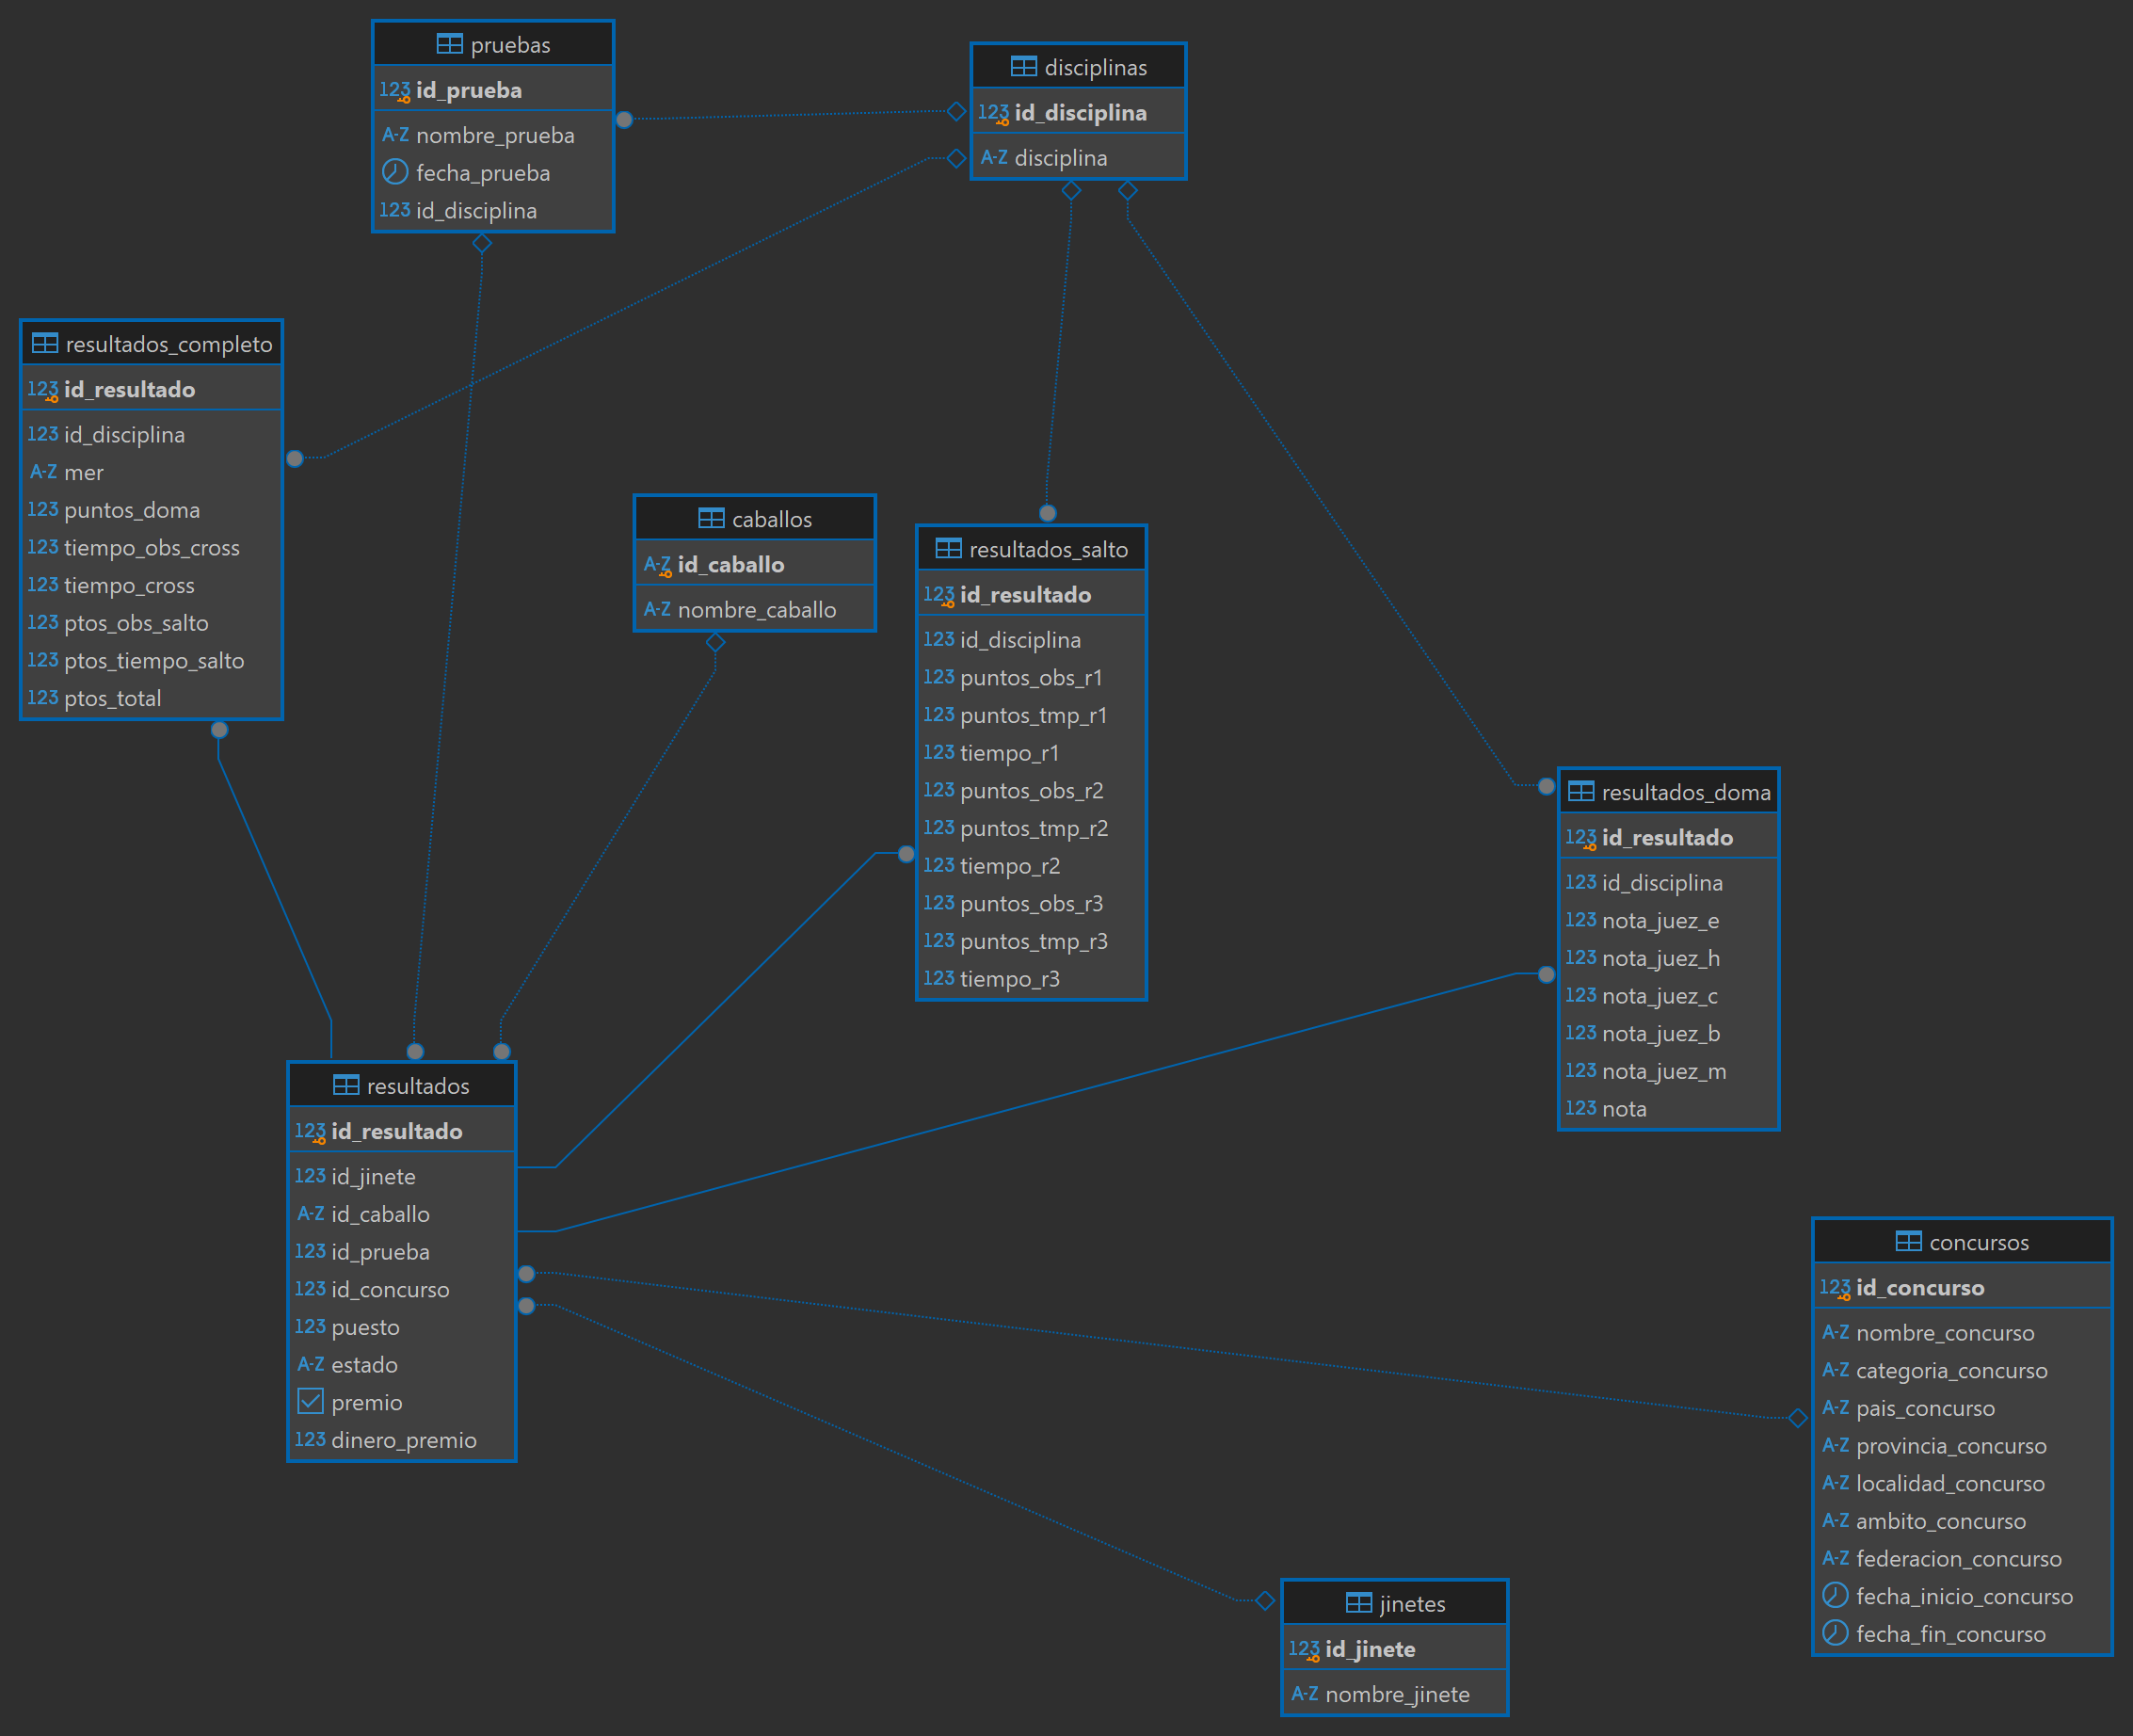 pruebas
123 id_prueba
A-Z nombre_prueba
fecha_prueba
123 id_disciplina
disciplinas
123 id_disciplina
A-Z disciplina
resultados_completo
123 id_resultado
123 id_disciplina
A-Z mer
123 puntos_doma
123 tiempo_obs_cross
123 tiempo_cross
123 ptos_obs_salto
123 ptos_tiempo_salto
123 ptos_total
caballos
A-Z id_caballo
A-Z nombre_caballo
resultados_salto
123 id_resultado
123 id_disciplina
123 puntos_obs_r1
123 puntos_tmp_r1
123 tiempo_r1
123 puntos_obs_r2
123 puntos_tmp_r2
123 tiempo_r2
123 puntos_obs_r3
123 puntos_tmp_r3
123 tiempo_r3
resultados_doma
123 id_resultado
123 id_disciplina
123 nota_juez_e
123 nota_juez_h
123 nota_juez_c
123 nota_juez_b
123 nota_juez_m
123 nota
resultados
123 id_resultado
123 id_jinete
A-Z id_caballo
123 id_prueba
123 id_concurso
123 puesto
A-Z estado
premio
123 dinero_premio
concursos
123 id_concurso
A-Z nombre_concurso
A-Z categoria_concurso
A-Z pais_concurso
A-Z provincia_concurso
A-Z localidad_concurso
A-Z ambito_concurso
A-Z federacion_concurso
fecha_inicio_concurso
fecha_fin_concurso
jinetes
123 id_jinete
A-Z nombre_jinete